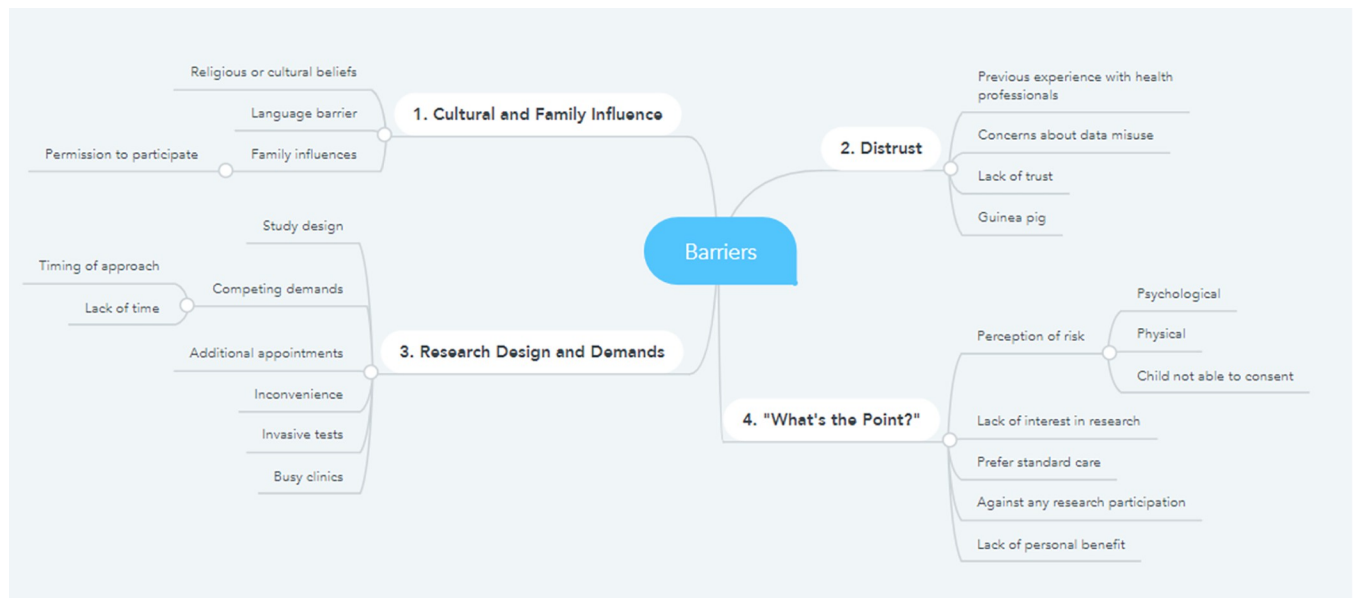 Barriers
1. Cultural and Family Influence
Religious or cultural beliefs
Language barrier
Family influences
Permission to participate
2. Distrust
Previous experience with health
professionals
Concerns about data misuse
Lack of trust
Guinea pig
3. Research Design and Demands
Study design
Competing demands
Timing of approach
Lack of time
Additional appointments
Inconvenience
Invasive tests
Busy clinics
4. "What's the Point?"
Perception of risk
Psychological
Physical
Child not able to consent
Lack of interest in research
Prefer standard care
Against any research participation
Lack of personal benefit